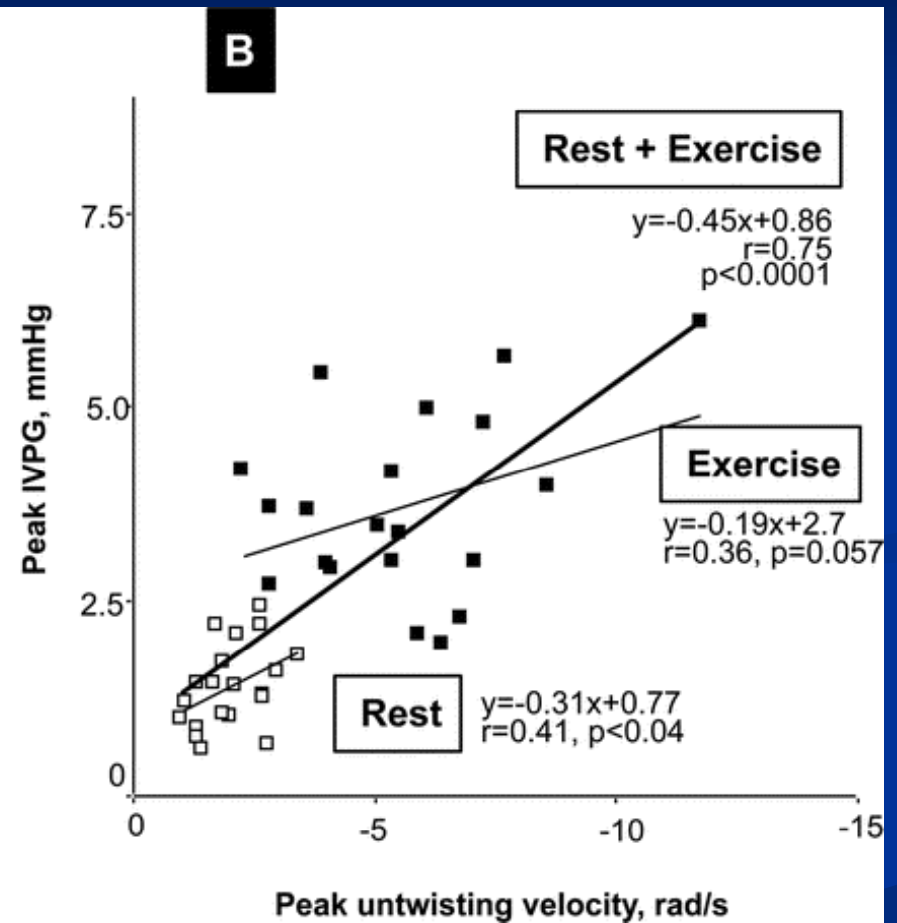 B
Rest + Exercise
y=-0.45x+0.86
r=0.75
p<0.0001
7.5
5.0
2.5
0
Peak IVPG, mmHg
Exercise
y=-0.19x+2.7
r=0.36, p=0.057
Rest
y=-0.31x+0.77
r=0.41, p<0.04
0
-5
-10
-15
Peak untwisting velocity, rad/s